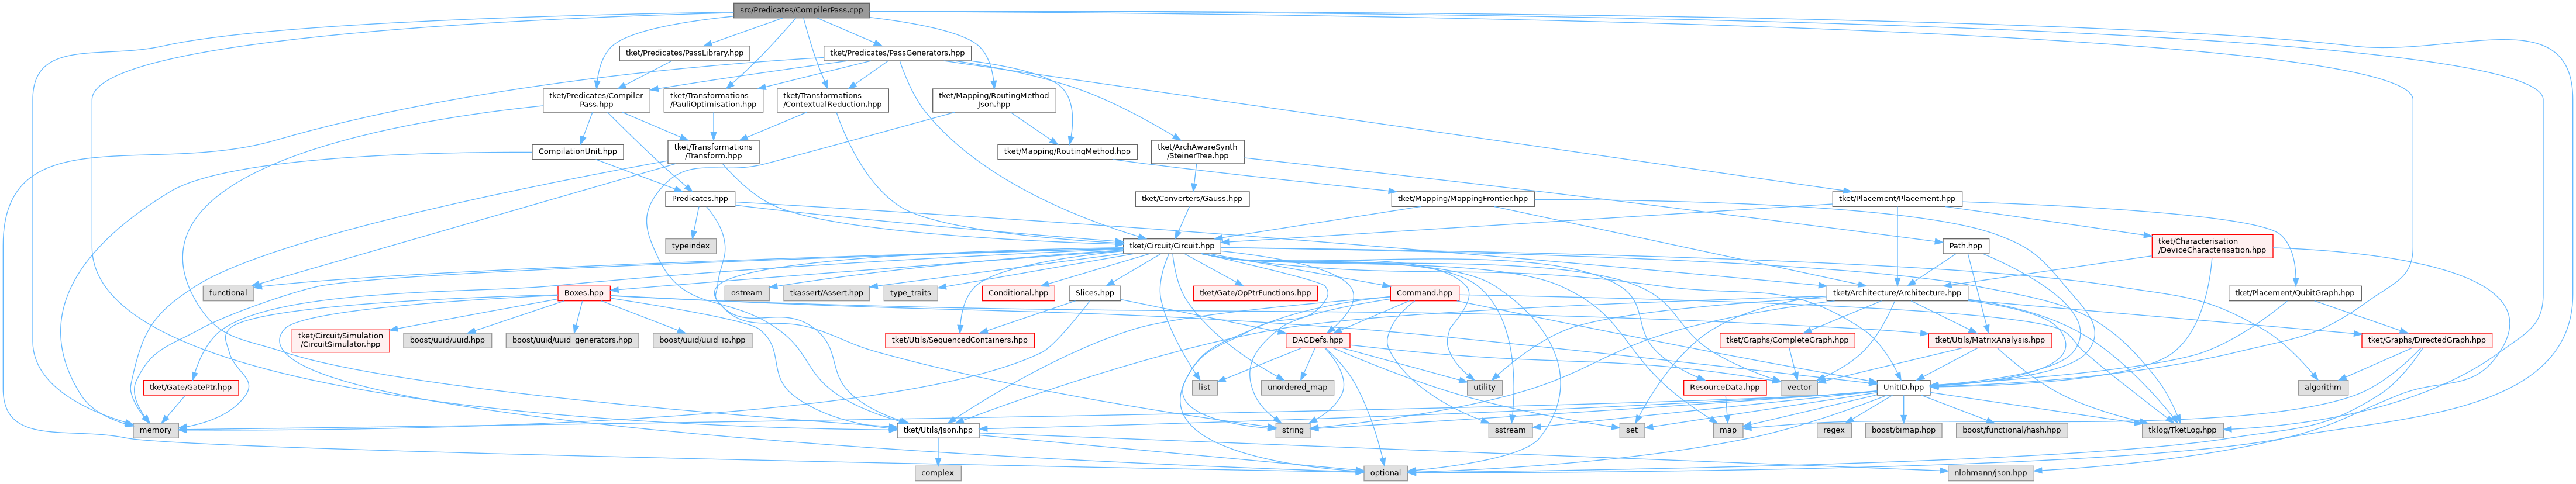 src/Predicates/CompilerPass.cpp
tket/Predicates/PassLibrary.hpp
tket/Predicates/PassGenerators.hpp
tket/Predicates/Compiler
Pass.hpp
tket/Transformations
/PauliOptimisation.hpp
tket/Transformations
/ContextualReduction.hpp
tket/Mapping/RoutingMethod
Json.hpp
CompilationUnit.hpp
tket/Transformations
/Transform.hpp
tket/Mapping/RoutingMethod.hpp
tket/ArchAwareSynth
/SteinerTree.hpp
Predicates.hpp
tket/Converters/Gauss.hpp
tket/Mapping/MappingFrontier.hpp
tket/Placement/Placement.hpp
typeindex
tket/Circuit/Circuit.hpp
Path.hpp
tket/Characterisation
/DeviceCharacterisation.hpp
functional
Boxes.hpp
ostream
tkassert/Assert.hpp
type_traits
Conditional.hpp
Slices.hpp
tket/Gate/OpPtrFunctions.hpp
Command.hpp
tket/Architecture/Architecture.hpp
tket/Placement/QubitGraph.hpp
tket/Circuit/Simulation
/CircuitSimulator.hpp
boost/uuid/uuid.hpp
boost/uuid/uuid_generators.hpp
boost/uuid/uuid_io.hpp
tket/Utils/SequencedContainers.hpp
DAGDefs.hpp
tket/Graphs/CompleteGraph.hpp
tket/Utils/MatrixAnalysis.hpp
tket/Graphs/DirectedGraph.hpp
tket/Gate/GatePtr.hpp
list
unordered_map
utility
ResourceData.hpp
vector
UnitID.hpp
algorithm
memory
tket/Utils/Json.hpp
string
sstream
set
map
regex
boost/bimap.hpp
boost/functional/hash.hpp
tklog/TketLog.hpp
complex
optional
nlohmann/json.hpp